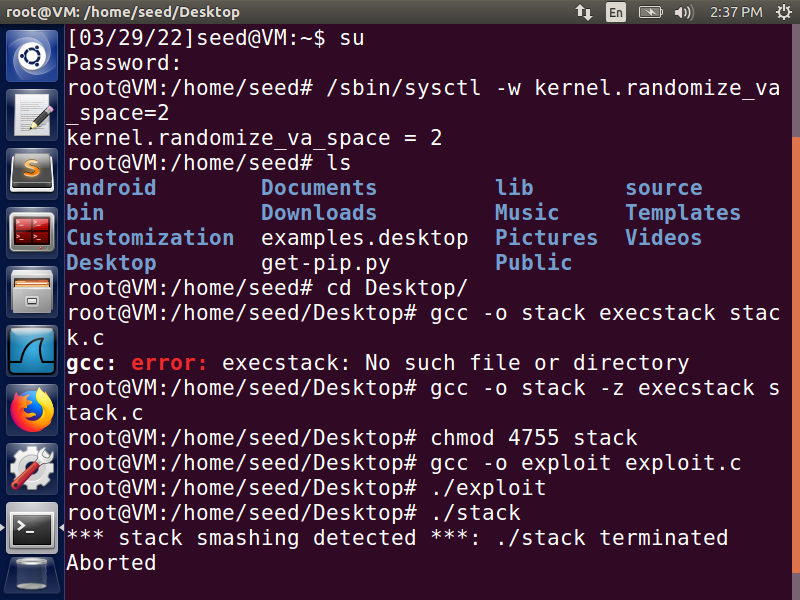 root@VM: /home/seed/Desktop En 2:37 PM
[03/29/22]seed@VM:~$ su
Password:
root@VM:/home/seed# /sbin/sysctl -w kernel.randomize_va
_space=2
kernel.randomize_va_space = 2
root@VM:/home/seed# ls
android Documents lib source
bin Downloads Music Templates
Customization examples.desktop Pictures Videos
Desktop get-pip.py Public
root@VM:/home/seed# cd Desktop/
root@VM:/home/seed/Desktop# gcc -o stack execstack stac
k.c
gcc: error: execstack: No such file or directory
root@VM:/home/seed/Desktop# gcc -o stack -z execstack s
tack.c
root@VM:/home/seed/Desktop# chmod 4755 stack
root@VM:/home/seed/Desktop# gcc -o exploit exploit.c
root@VM:/home/seed/Desktop# ./exploit
root@VM:/home/seed/Desktop# ./stack
*** stack smashing detected ***: ./stack terminated
Aborted